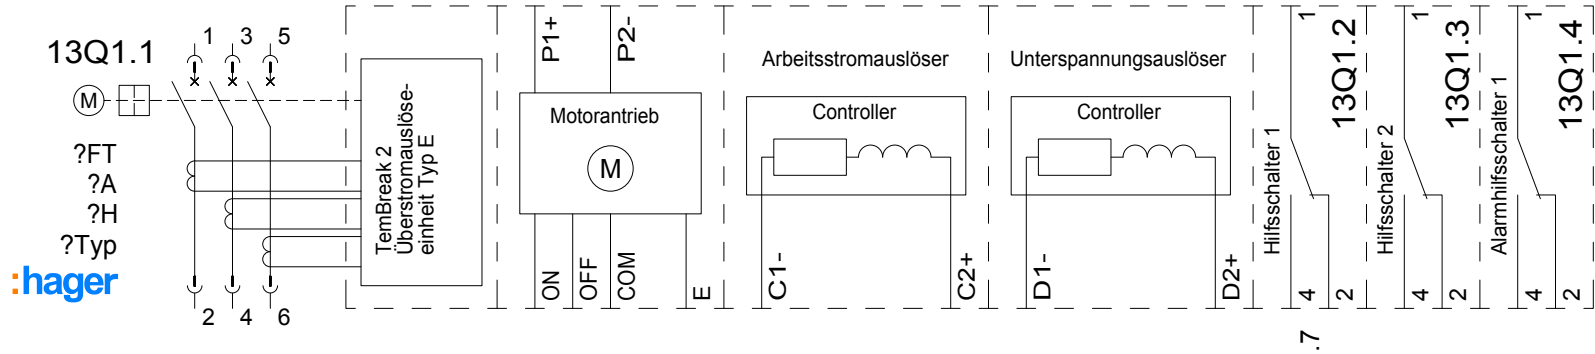 13Q1.1
1 3 5
M
?FT
?A
?H
?Typ
:hager
2 4 6
TemBreak 2
Überstromauslöse-
einheit Typ E
P1+
P2-
Motorantrieb
M
ON
OFF
COM
E
Arbeitsstromauslöser
Controller
C1-
C2+
Unterspannungsauslöser
Controller
D1-
D2+
1
13Q1.2
Hilfsschalter 1
4
2
.7
1
13Q1.3
Hilfsschalter 2
4
2
1
13Q1.4
Alarmhilfsschalter 1
4
2